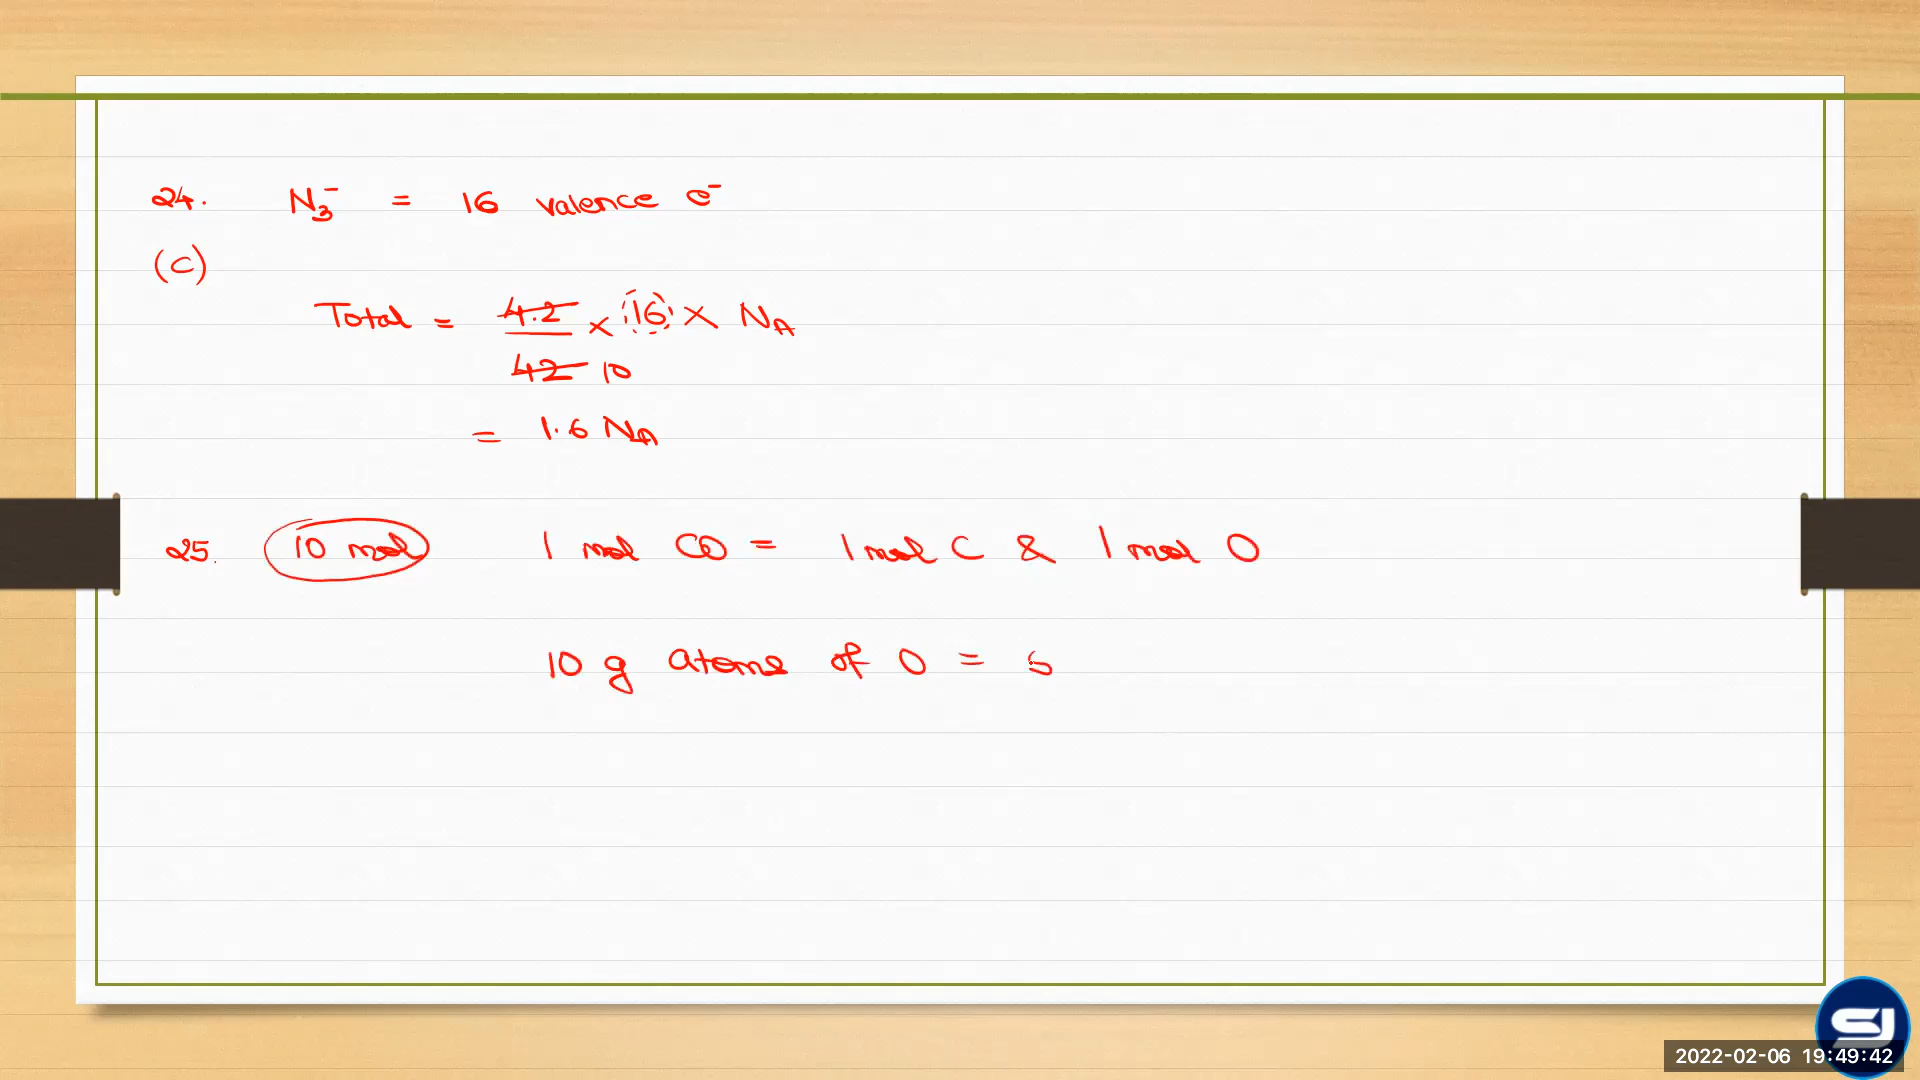 24. N₃⁻ = 16 valence e⁻
(C)
Total = 4.2/42 10 × 16 × NA
= 1.6 NA
25. 10 mol 1 mol CO = 1 mol C & 1 mol O
10 g atoms of O = 5
SJ
2022-02-06 19:49:42